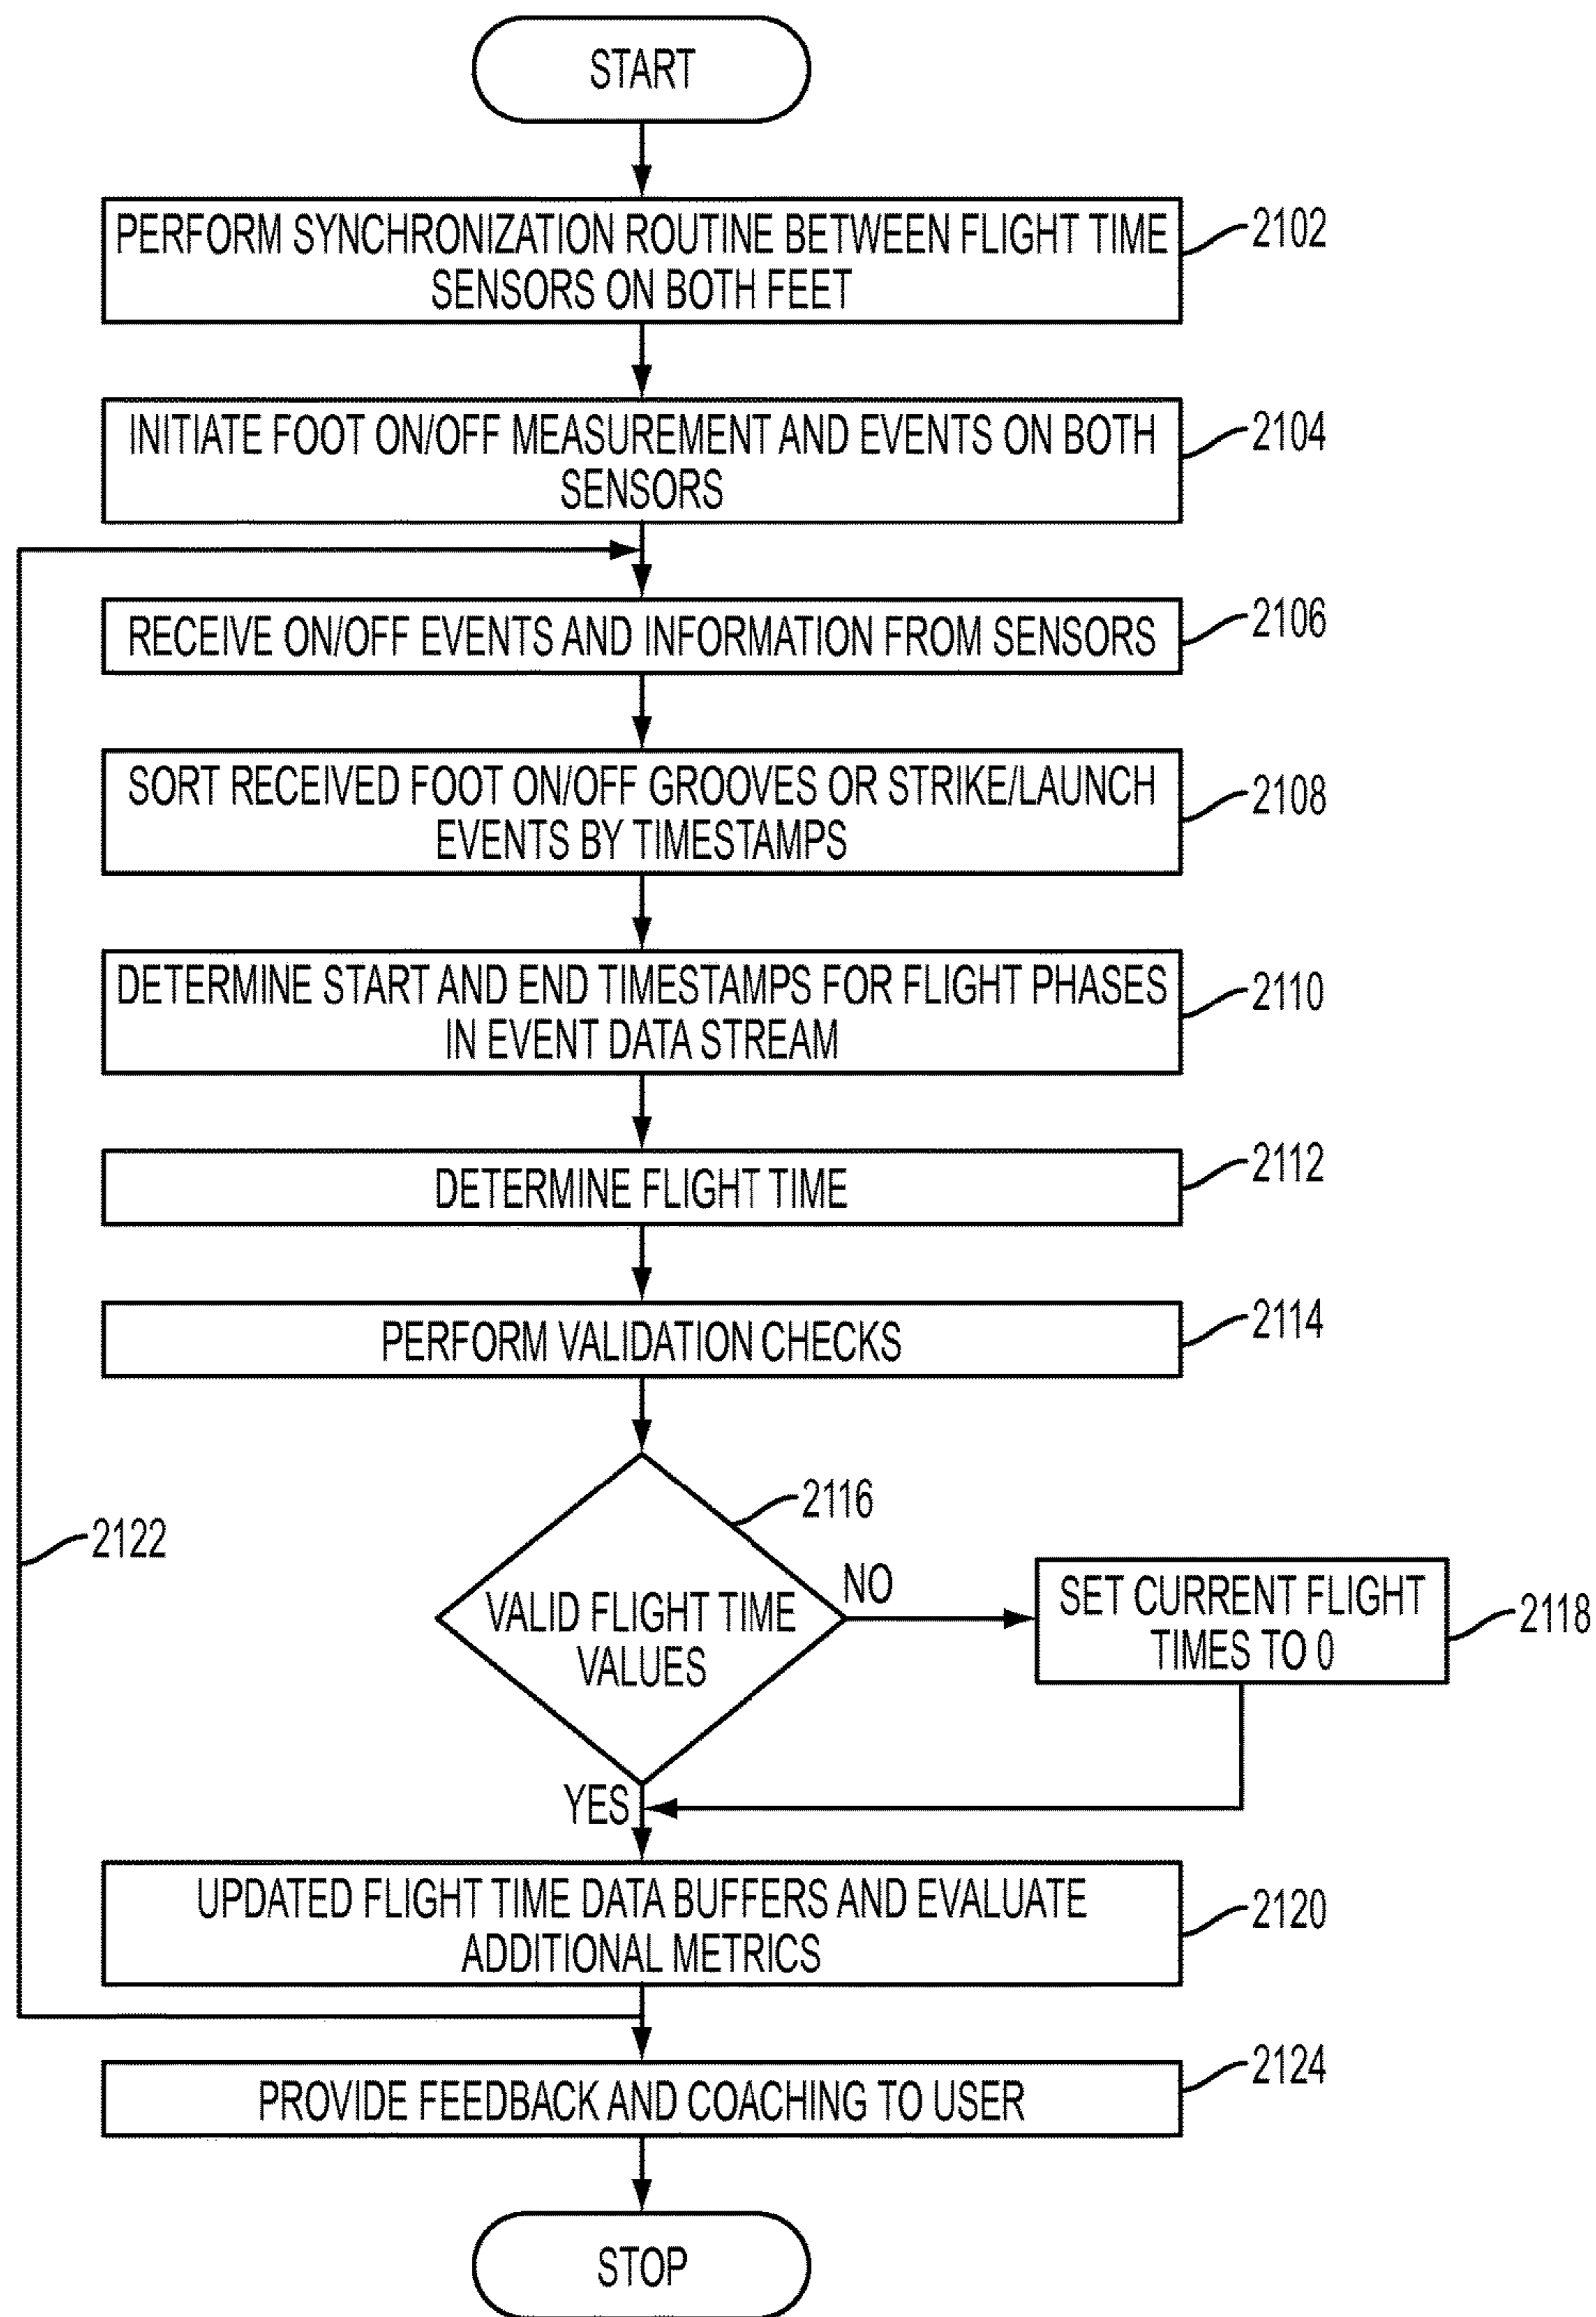 START
PERFORM SYNCHRONIZATION ROUTINE BETWEEN FLIGHT TIME
SENSORS ON BOTH FEET
2102
INITIATE FOOT ON/OFF MEASUREMENT AND EVENTS ON BOTH
SENSORS
2104
RECEIVE ON/OFF EVENTS AND INFORMATION FROM SENSORS
2106
SORT RECEIVED FOOT ON/OFF GROOVES OR STRIKE/LAUNCH
EVENTS BY TIMESTAMPS
2108
DETERMINE START AND END TIMESTAMPS FOR FLIGHT PHASES
IN EVENT DATA STREAM
2110
DETERMINE FLIGHT TIME
2112
PERFORM VALIDATION CHECKS
2114
2116
2122
VALID FLIGHT TIME
VALUES
NO
SET CURRENT FLIGHT
TIMES TO 0
2118
YES
UPDATED FLIGHT TIME DATA BUFFERS AND EVALUATE
ADDITIONAL METRICS
2120
PROVIDE FEEDBACK AND COACHING TO USER
2124
STOP